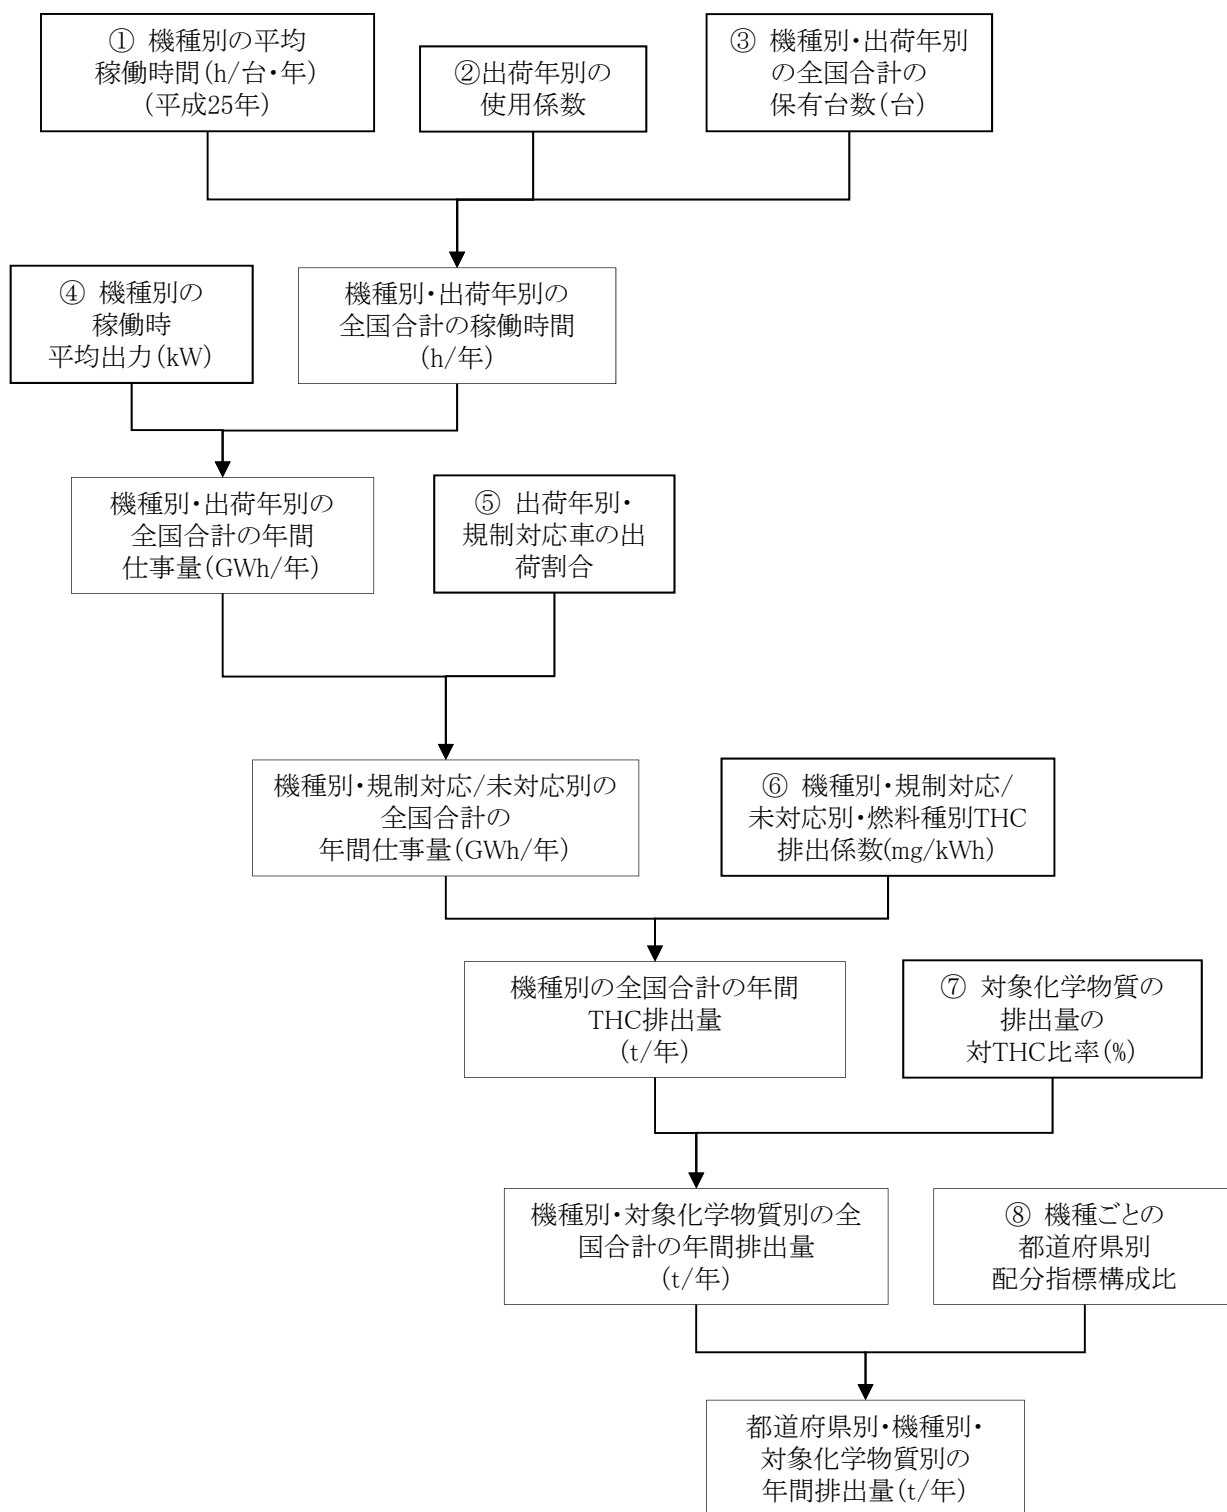 ① 機種別の平均
稼働時間(h/台・年)
(平成25年)
②出荷年別の
使用係数
③ 機種別・出荷年別
の全国合計の
保有台数(台)
④ 機種別の
稼働時
平均出力(kW)
機種別・出荷年別の
全国合計の稼働時間
(h/年)
機種別・出荷年別の
全国合計の年間
仕事量(GWh/年)
⑤ 出荷年別・
規制対応車の出
荷割合
機種別・規制対応/未対応別の
全国合計の
年間仕事量(GWh/年)
⑥ 機種別・規制対応/
未対応別・燃料種別THC
排出係数(mg/kWh)
機種別の全国合計の年間
THC排出量
(t/年)
⑦ 対象化学物質の
排出量の
対THC比率(%)
機種別・対象化学物質別の全
国合計の年間排出量
(t/年)
⑧ 機種ごとの
都道府県別
配分指標構成比
都道府県別・機種別・
対象化学物質別の
年間排出量(t/年)